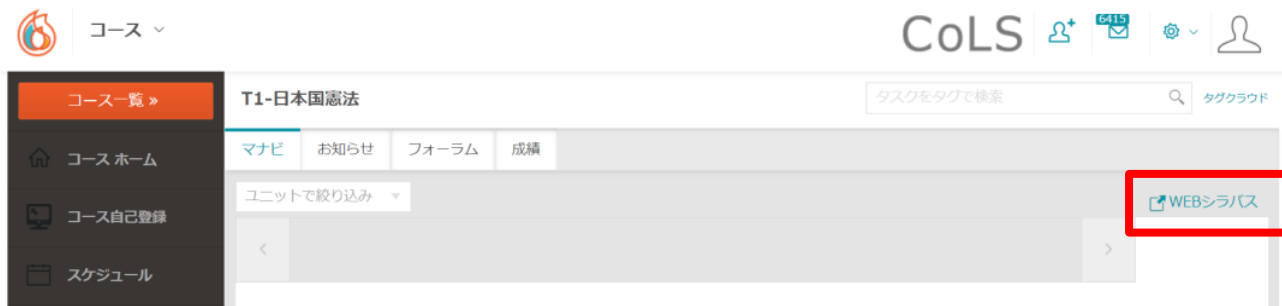 コース
CoLS
6415
コース一覧 »
T1-日本国憲法
タスクをタグで検索
タグクラウド
コース ホーム
マナビ
お知らせ
フォーラム
成績
コース自己登録
ユニットで絞り込み
WEBシラバス
スケジュール